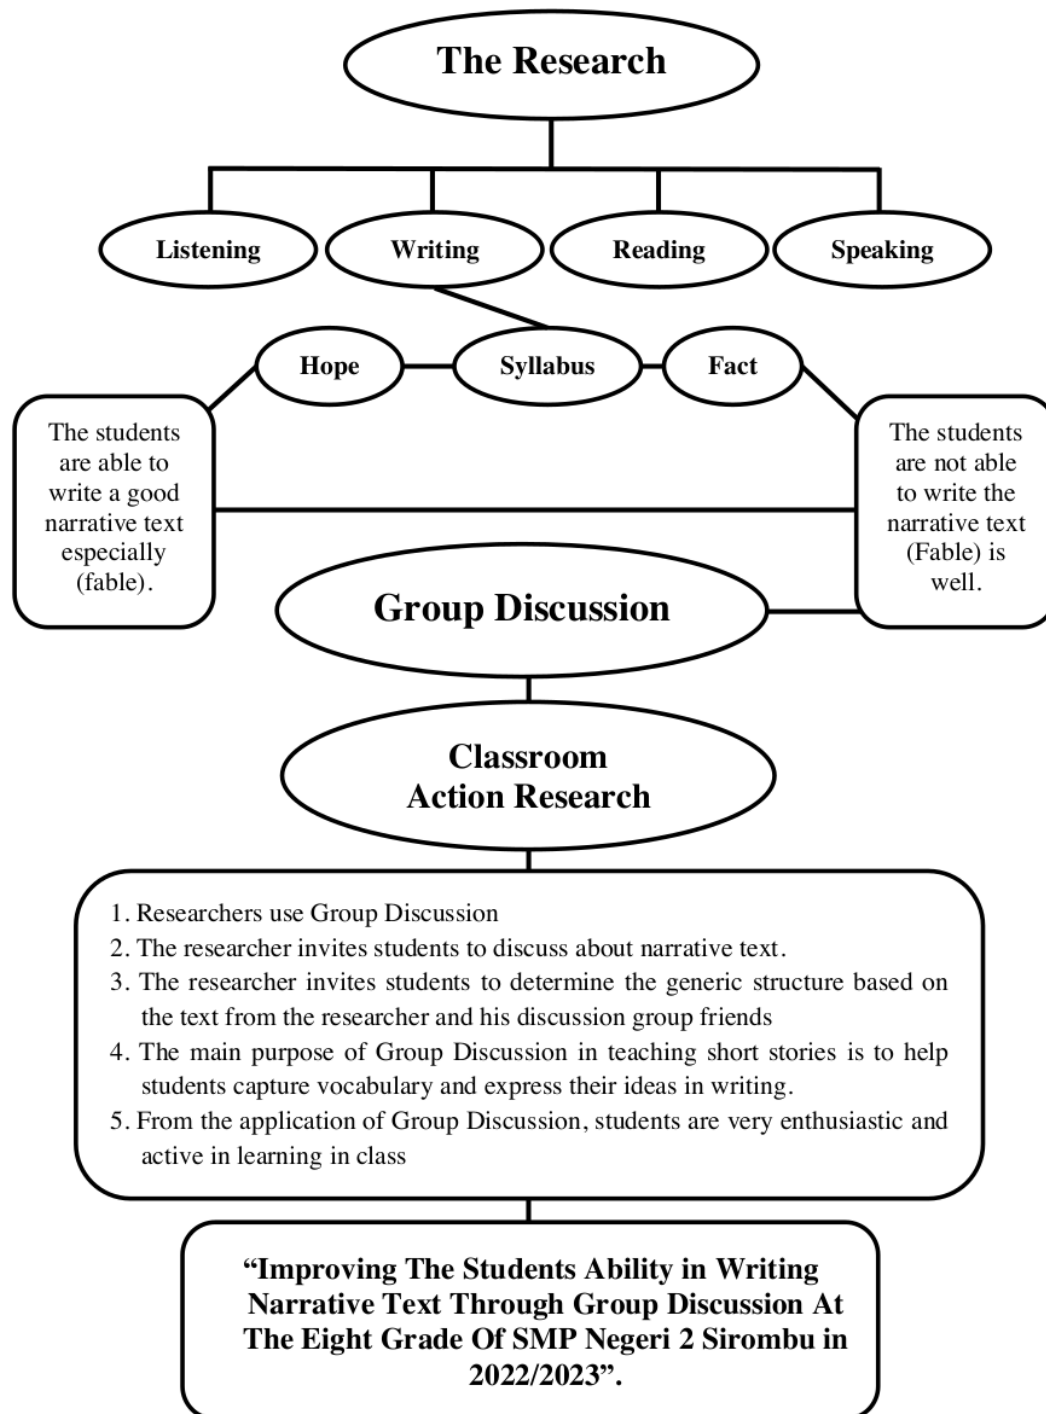 The Research
Listening
Writing
Reading
Speaking
Hope
Syllabus
Fact
The students
are able to
write a good
narrative text
especially
(fable).
The students
are not able
to write the
narrative text
(Fable) is
well.
Group Discussion
Classroom
Action Research
1. Researchers use Group Discussion
2. The researcher invites students to discuss about narrative text.
3. The researcher invites students to determine the generic structure based on
the text from the researcher and his discussion group friends
4. The main purpose of Group Discussion in teaching short stories is to help
students capture vocabulary and express their ideas in writing.
5. From the application of Group Discussion, students are very enthusiastic and
active in learning in class
“Improving The Students Ability in Writing
Narrative Text Through Group Discussion At
The Eight Grade Of SMP Negeri 2 Sirombu in
2022/2023”.